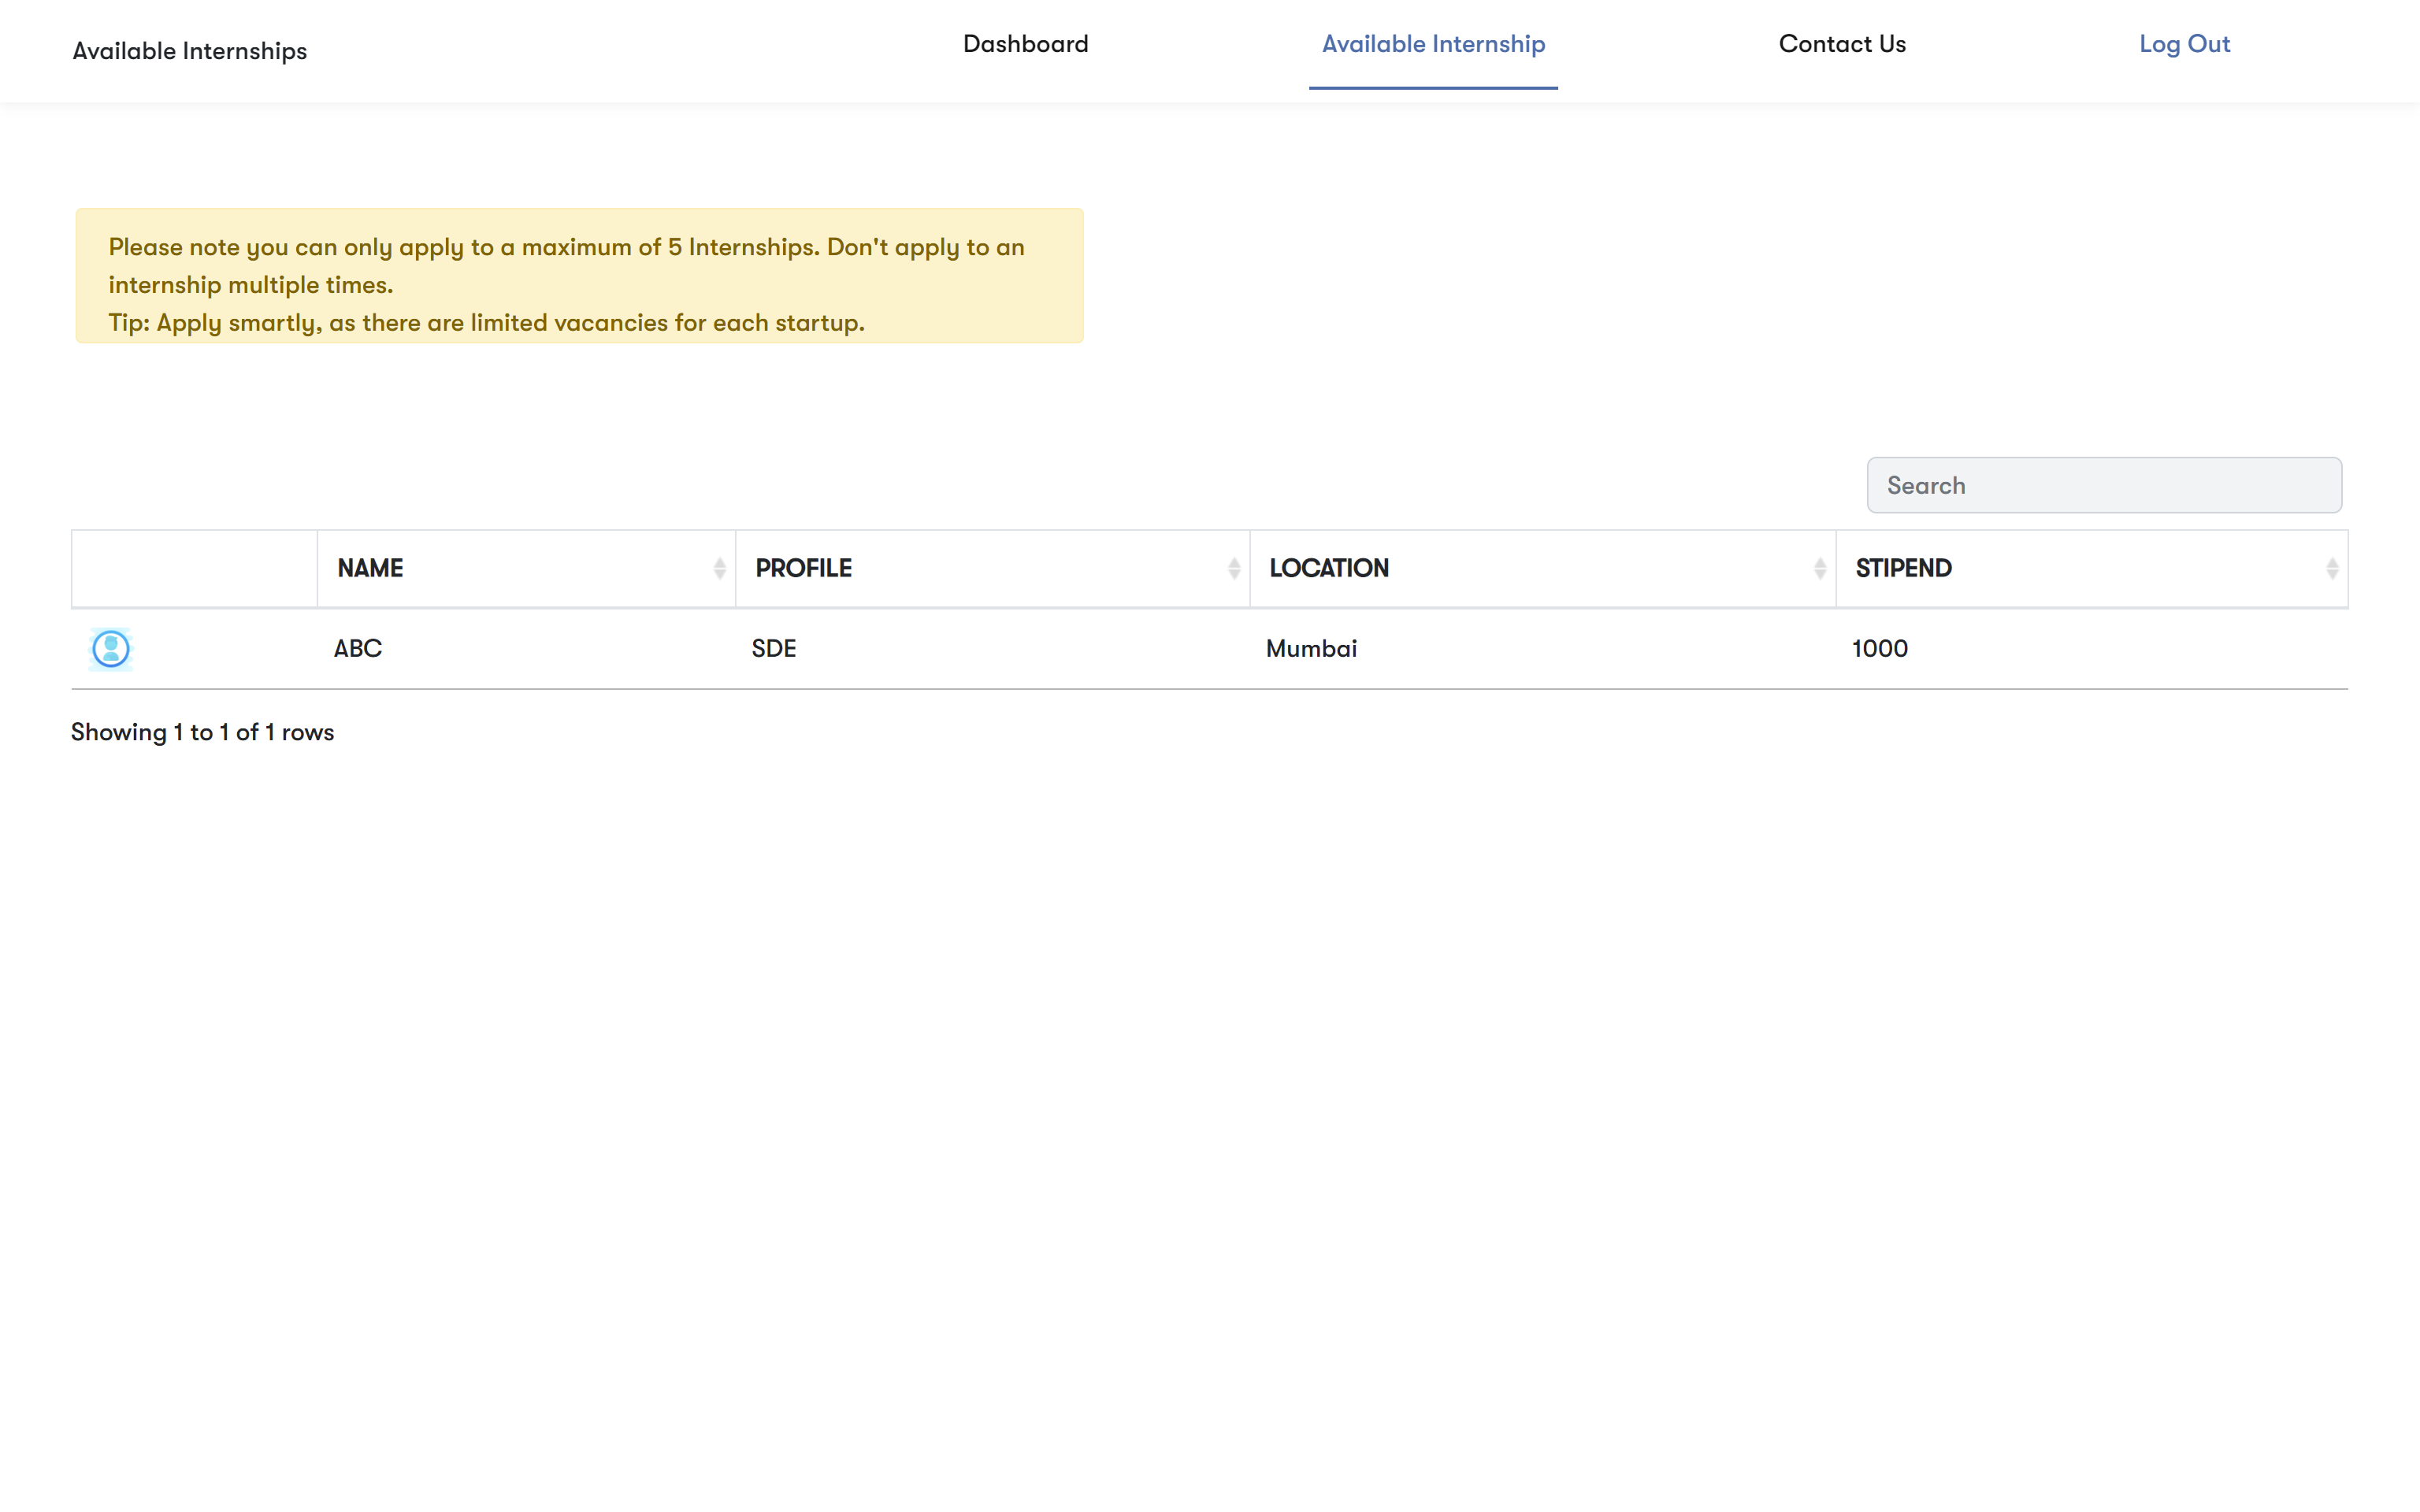 Available Internships
Dashboard
Available Internship
Contact Us
Log Out
Please note you can only apply to a maximum of 5 Internships. Don't apply to an
internship multiple times.
Tip: Apply smartly, as there are limited vacancies for each startup.
Search
NAME PROFILE LOCATION STIPEND
ABC SDE Mumbai 1000
Showing 1 to 1 of 1 rows